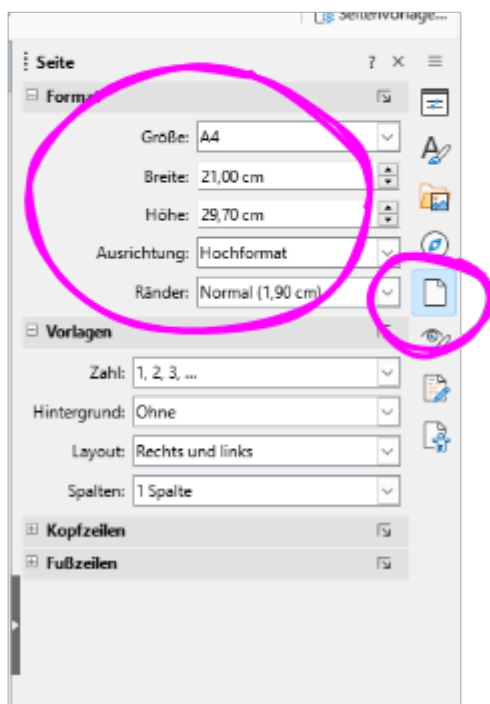 Seitenvorlage...
Seite ? ×
Format
Größe: A4
Breite: 21,00 cm
Höhe: 29,70 cm
Ausrichtung: Hochformat
Ränder: Normal (1,90 cm)
Vorlagen
Zahl: 1, 2, 3, ...
Hintergrund: Ohne
Layout: Rechts und links
Spalten: 1 Spalte
Kopfzeilen
Fußzeilen